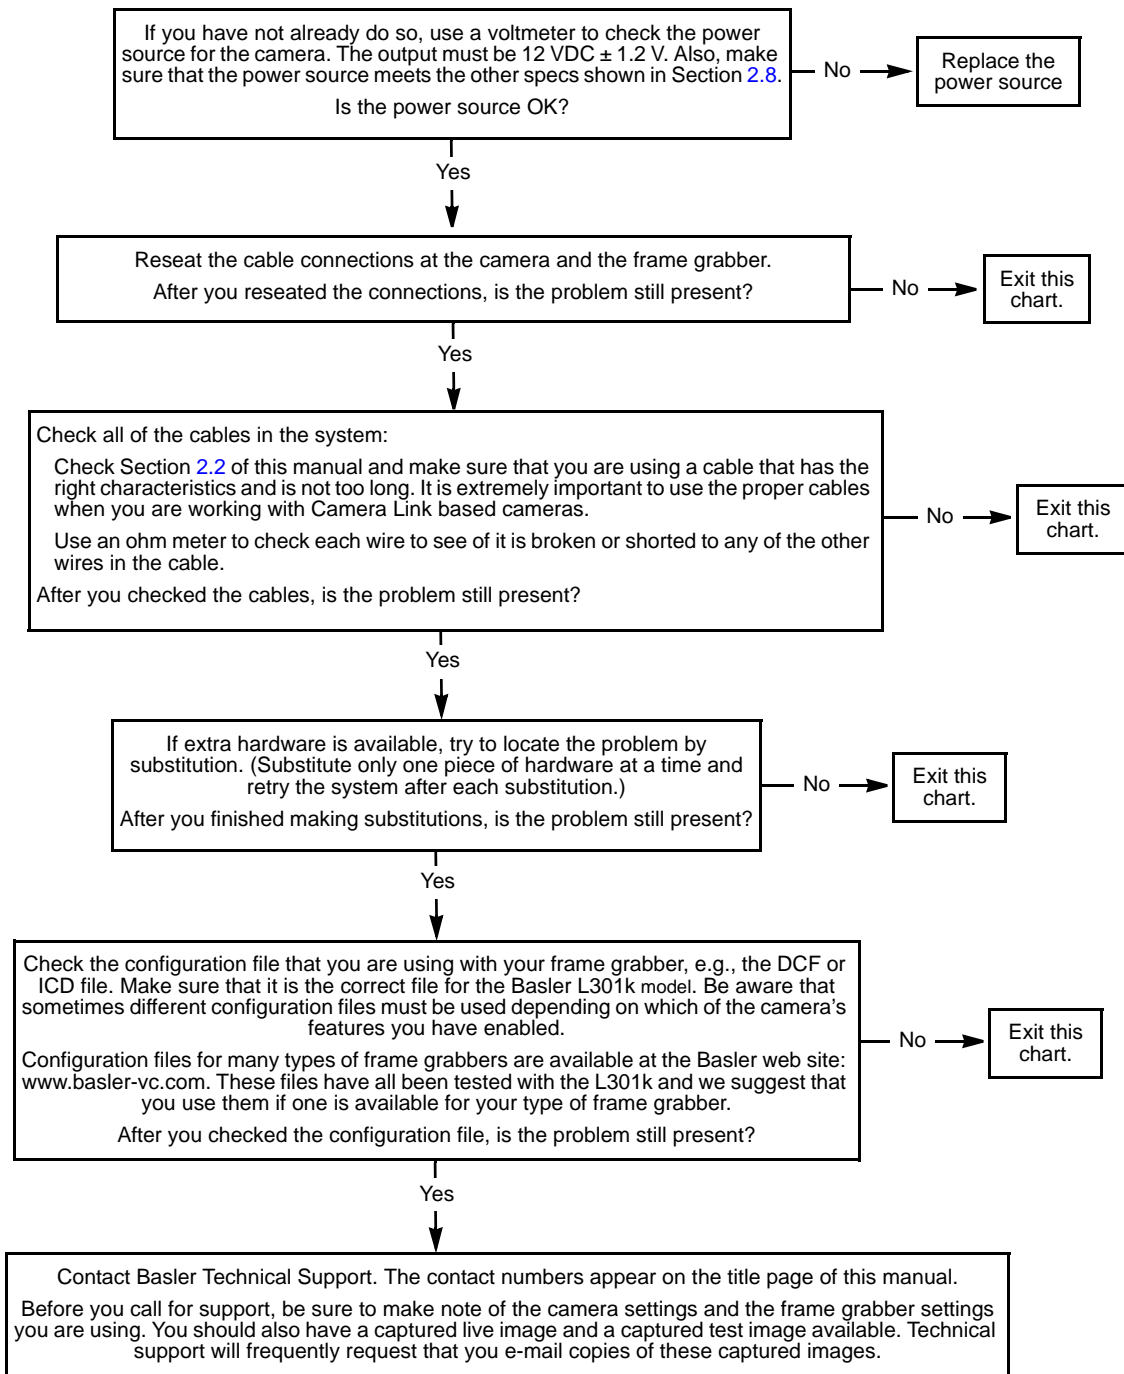 If you have not already do so, use a voltmeter to check the power
source for the camera. The output must be 12 VDC ± 1.2 V. Also, make
sure that the power source meets the other specs shown in Section 2.8.
Is the power source OK?
No
Replace the
power source
Yes
Reseat the cable connections at the camera and the frame grabber.
After you reseated the connections, is the problem still present?
No
Exit this
chart.
Yes
Check all of the cables in the system:
Check Section 2.2 of this manual and make sure that you are using a cable that has the
right characteristics and is not too long. It is extremely important to use the proper cables
when you are working with Camera Link based cameras.
Use an ohm meter to check each wire to see of it is broken or shorted to any of the other
wires in the cable.
After you checked the cables, is the problem still present?
No
Exit this
chart.
Yes
If extra hardware is available, try to locate the problem by
substitution. (Substitute only one piece of hardware at a time and
retry the system after each substitution.)
After you finished making substitutions, is the problem still present?
No
Exit this
chart.
Yes
Check the configuration file that you are using with your frame grabber, e.g., the DCF or
ICD file. Make sure that it is the correct file for the Basler L301k model. Be aware that
sometimes different configuration files must be used depending on which of the camera's
features you have enabled.
Configuration files for many types of frame grabbers are available at the Basler web site:
www.basler-vc.com. These files have all been tested with the L301k and we suggest that
you use them if one is available for your type of frame grabber.
After you checked the configuration file, is the problem still present?
No
Exit this
chart.
Yes
Contact Basler Technical Support. The contact numbers appear on the title page of this manual.
Before you call for support, be sure to make note of the camera settings and the frame grabber settings
you are using. You should also have a captured live image and a captured test image available. Technical
support will frequently request that you e-mail copies of these captured images.